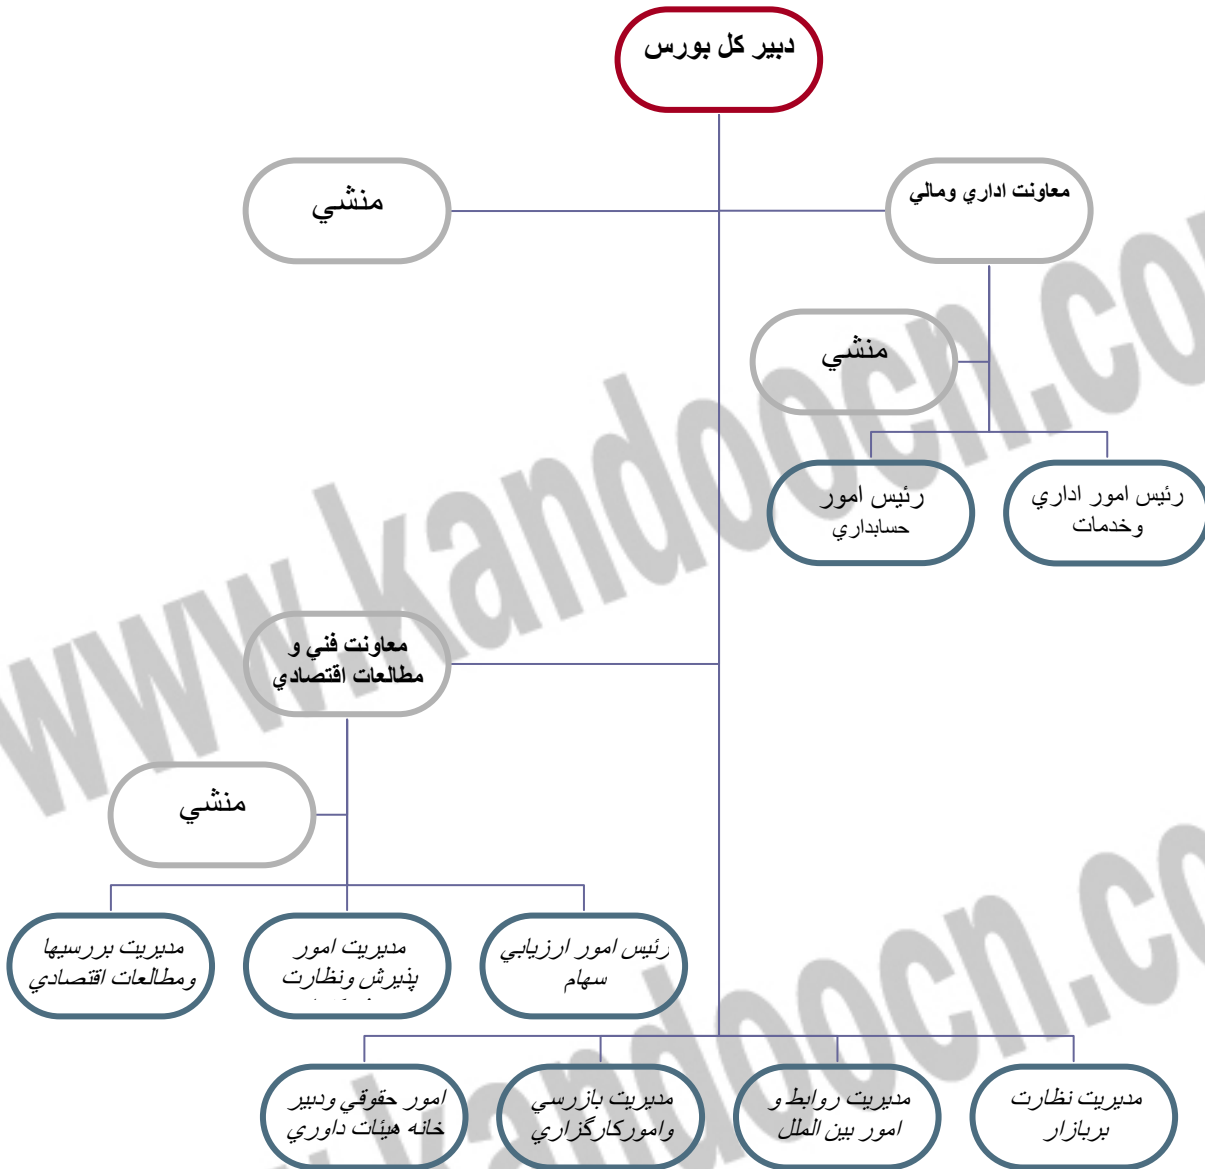 دبير كل بورس
معاونت اداري ومالي
منشي
منشي
رئيس امور اداري
وخدمات
رئيس امور
حسابداري
معاونت فني و
مطالعات اقتصادي
منشي
رئيس امور ارزيابي
سهام
مديريت امور
پذيرش ونظارت
مديريت بررسيها
ومطالعات اقتصادي
مديريت نظارت
بربازار
مديريت روابط و
امور بين الملل
مديريت بازرسي
واموركارگزاري
امور حقوقي ودبير
خانه هيئات داوري
www.kandoocn.com
www.kandoocn.com